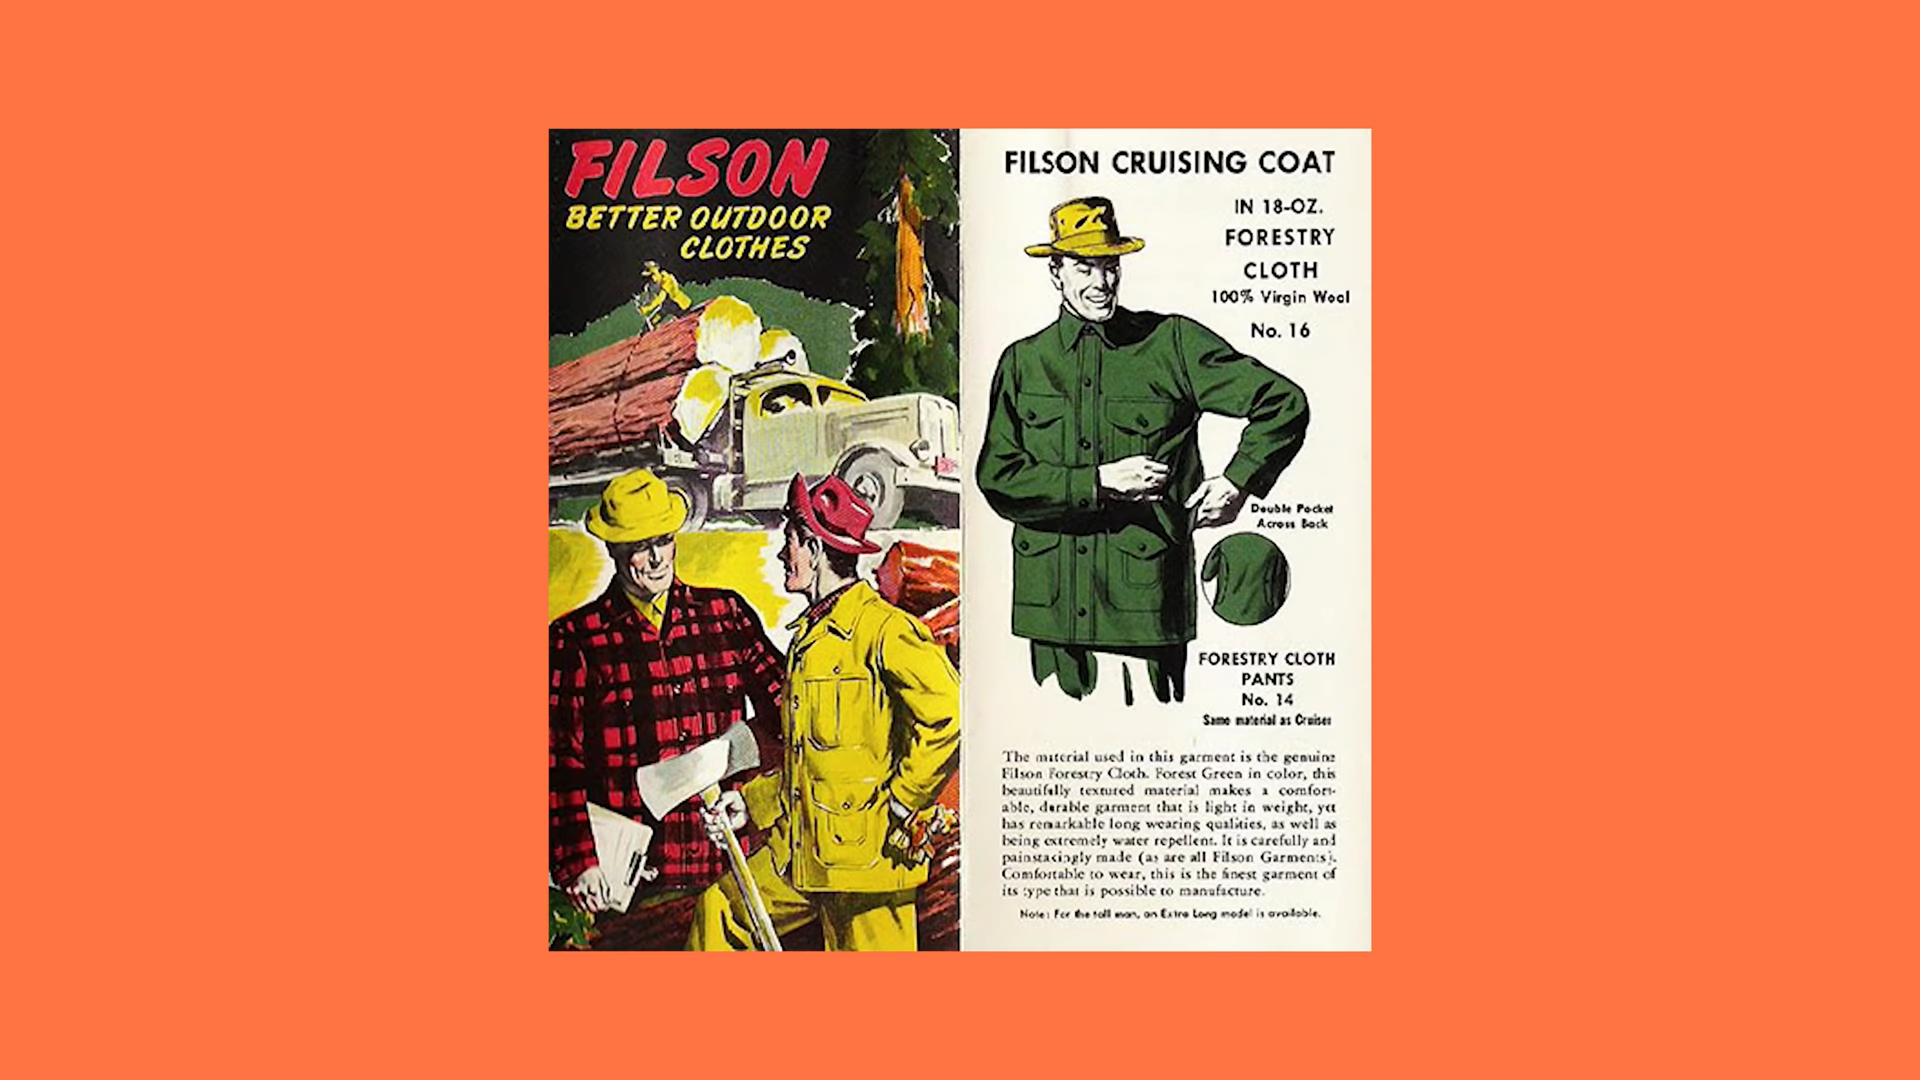 FILSON
BETTER OUTDOOR
CLOTHES
FILSON CRUISING COAT
IN 18-OZ.
FORESTRY
CLOTH
100% Virgin Wool
No. 16
Double Pocket
Across Back
FORESTRY CLOTH
PANTS
No. 14
Same material as Cruiser
The material used in this garment is the genuine
Filson Forestry Cloth. Forest Green in color, this
beautifully textured material makes a comfort-
able, durable garment that is light in weight, yet
has remarkable long wearing qualities, as well as
being extremely water repellent. It is carefully and
painstakingly made (as are all Filson Garments).
Comfortable to wear, this is the finest garment of
its type that is possible to manufacture.
Note: For the tall man, an Extra Long model is available.